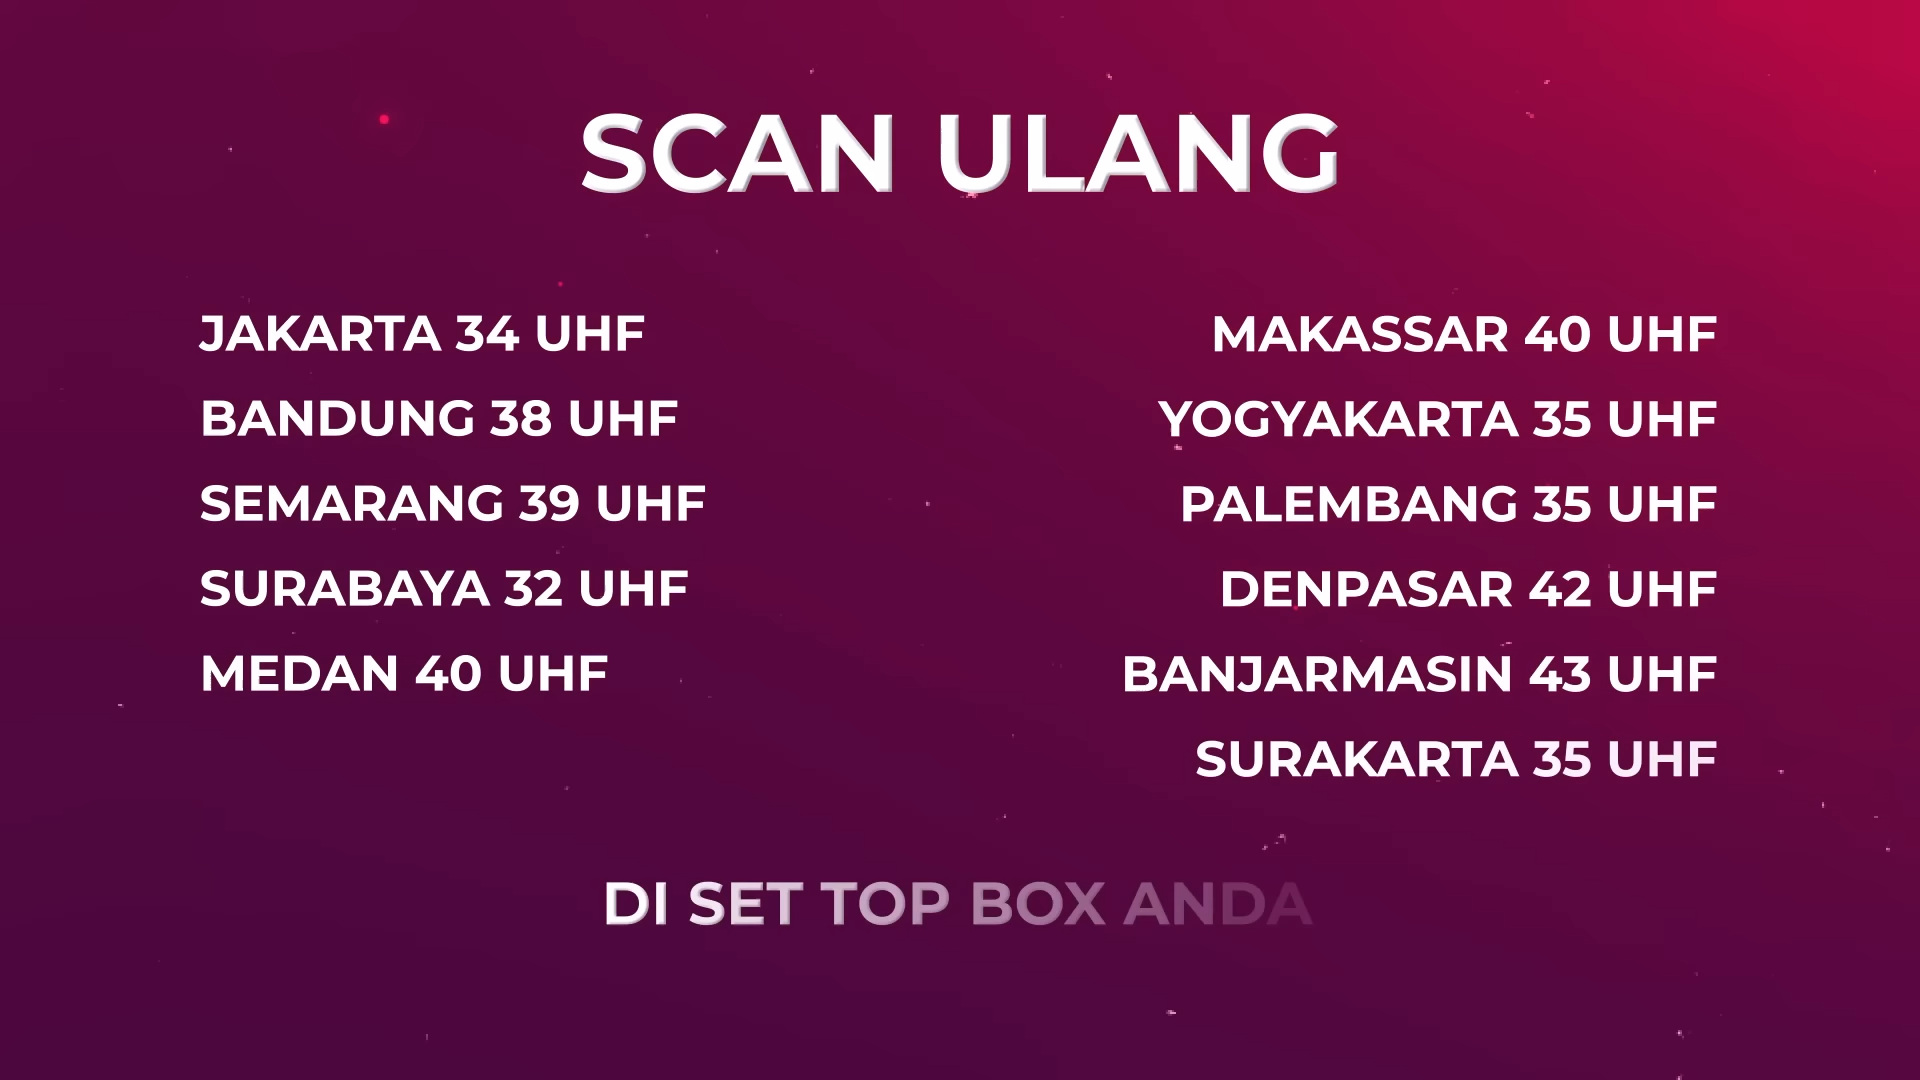 SCAN ULANG
JAKARTA 34 UHF
BANDUNG 38 UHF
SEMARANG 39 UHF
SURABAYA 32 UHF
MEDAN 40 UHF
MAKASSAR 40 UHF
YOGYAKARTA 35 UHF
PALEMBANG 35 UHF
DENPASAR 42 UHF
BANJARMASIN 43 UHF
SURAKARTA 35 UHF
DI SET TOP BOX ANDA